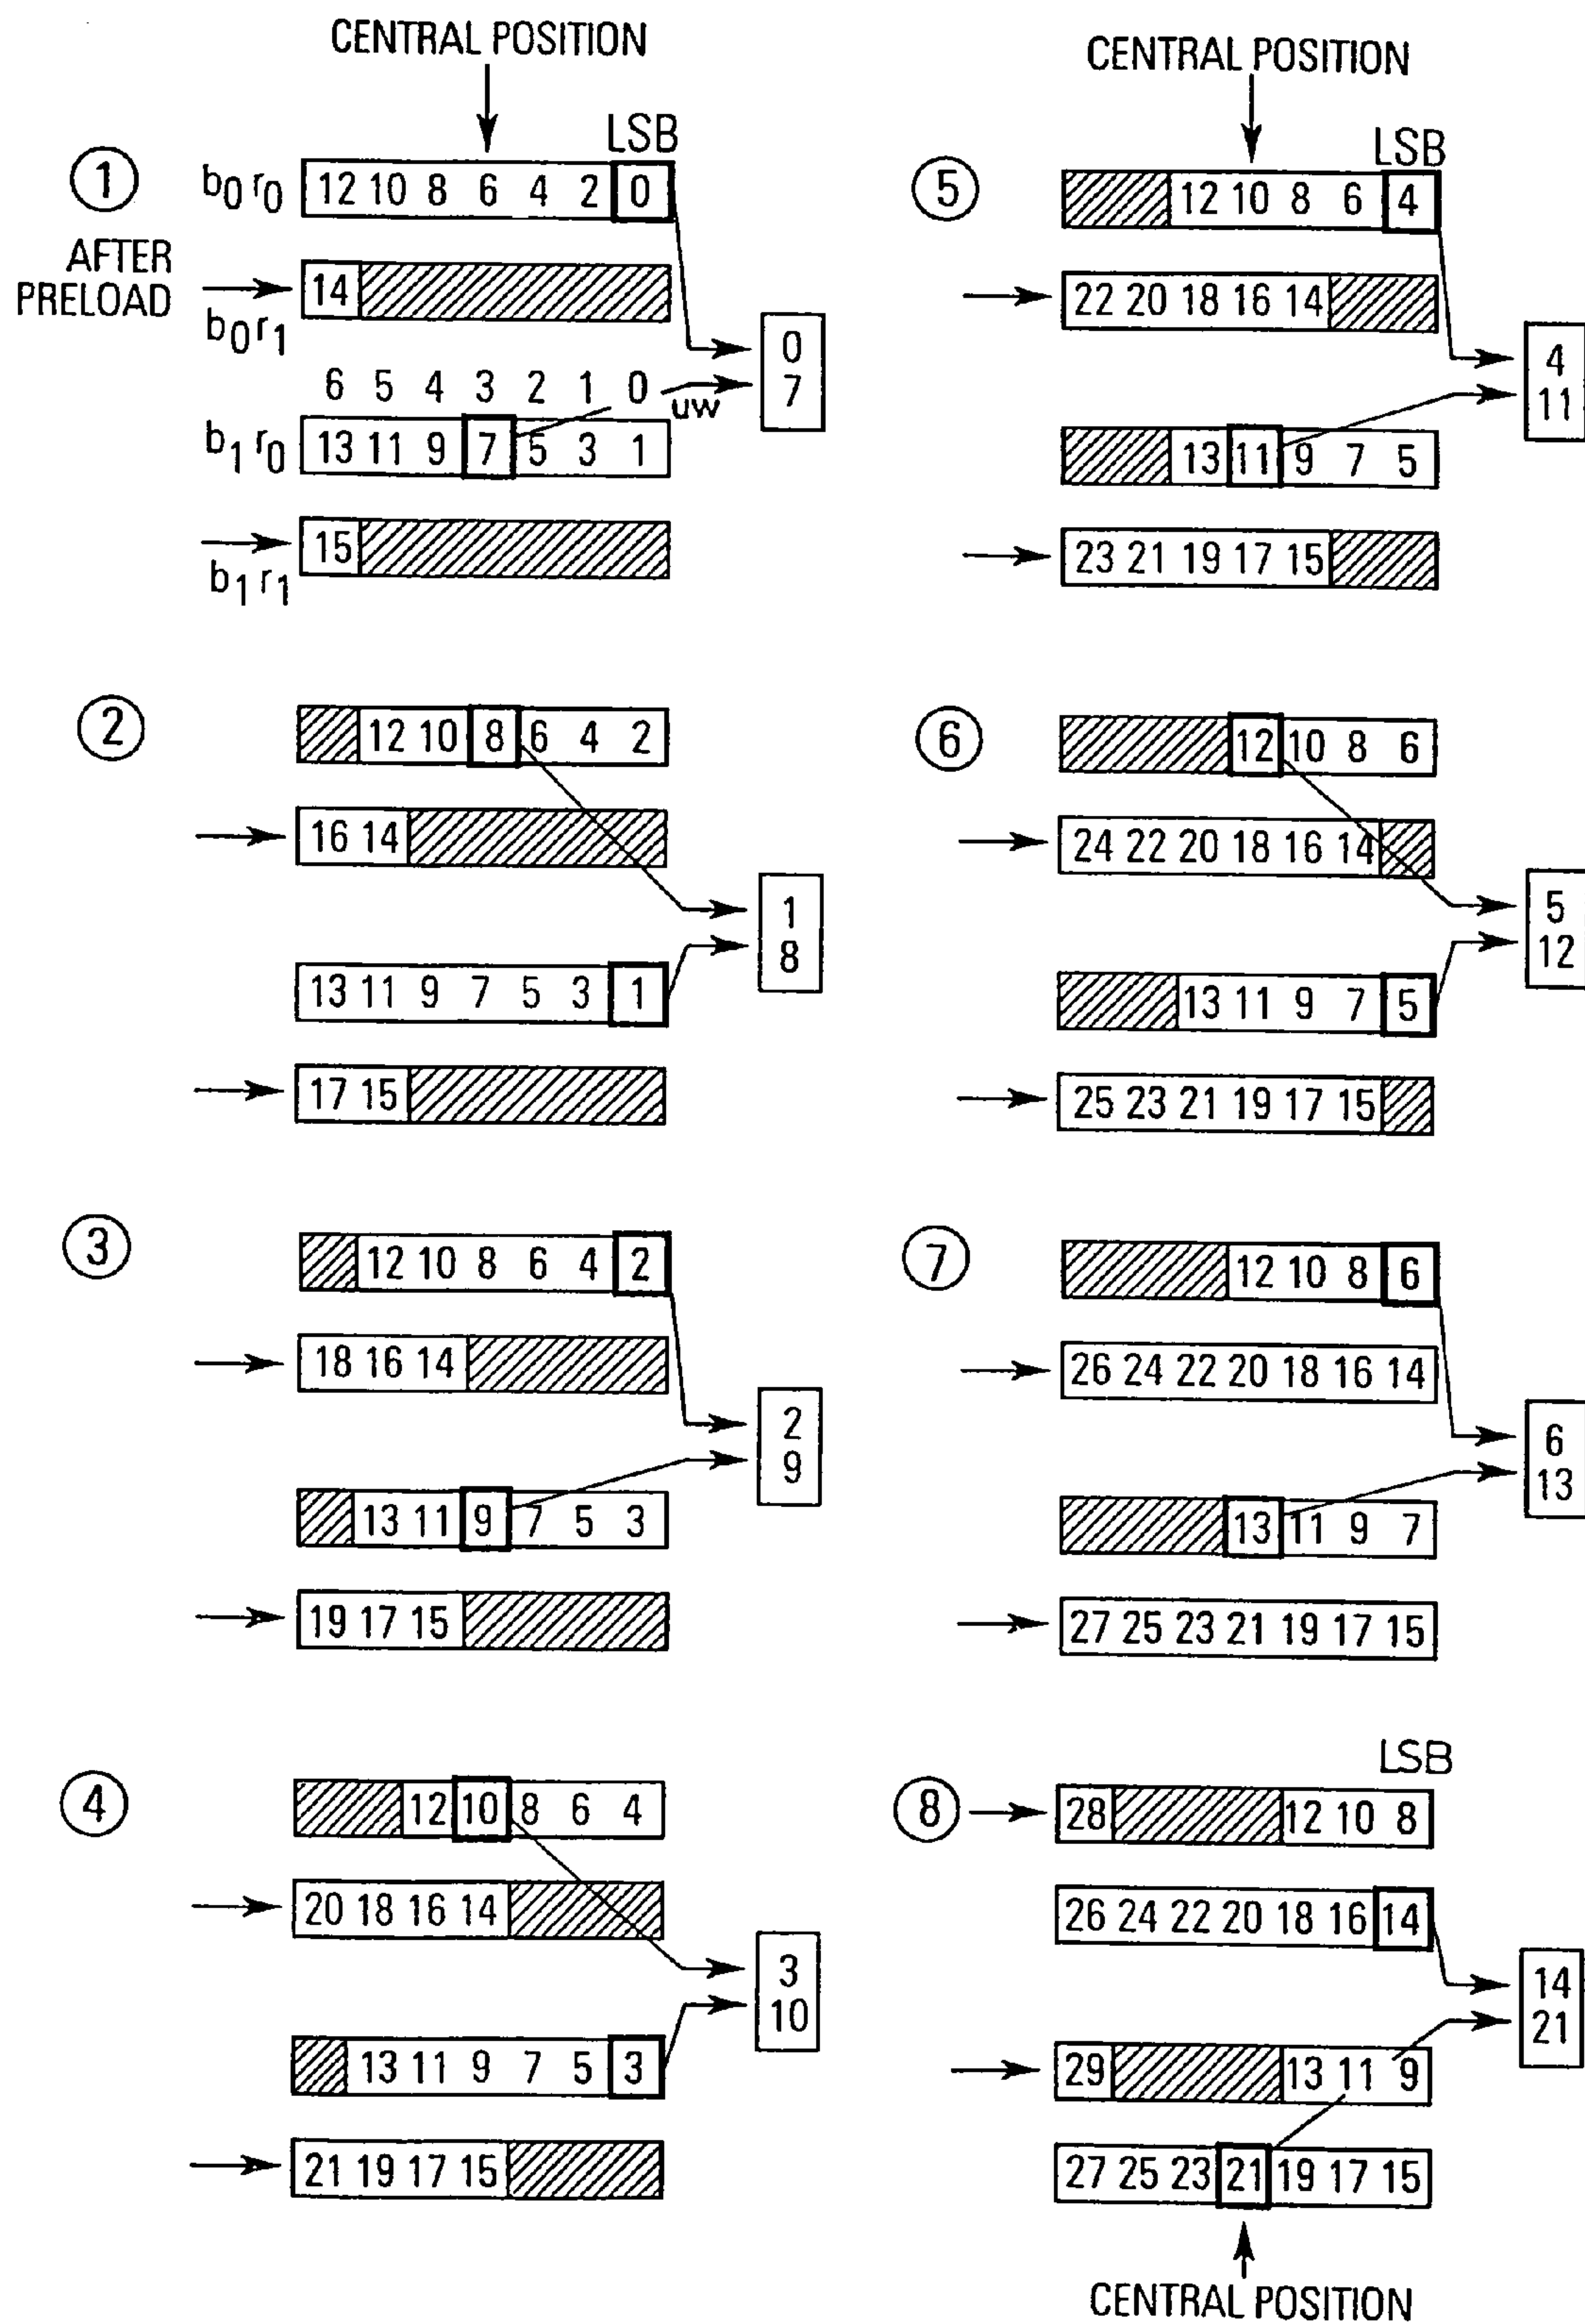 CENTRAL POSITION
LSB
1
b0 r0
12 10 8 6 4 2 0
AFTER
PRELOAD
14
b0 r1
0
7
6 5 4 3 2 1 0
uw
b1 r0
13 11 9 7 5 3 1
15
b1 r1
2
12 10 8 6 4 2
16 14
1
8
13 11 9 7 5 3 1
17 15
3
12 10 8 6 4 2
18 16 14
2
9
13 11 9 7 5 3
19 17 15
4
12 10 8 6 4
20 18 16 14
3
10
13 11 9 7 5 3
21 19 17 15
CENTRAL POSITION
LSB
5
12 10 8 6 4
22 20 18 16 14
4
11
13 11 9 7 5
23 21 19 17 15
6
12 10 8 6
24 22 20 18 16 14
5
12
13 11 9 7 5
25 23 21 19 17 15
7
12 10 8 6
26 24 22 20 18 16 14
6
13
13 11 9 7
27 25 23 21 19 17 15
LSB
8
28 12 10 8
26 24 22 20 18 16 14
14
21
29 13 11 9
27 25 23 21 19 17 15
CENTRAL POSITION